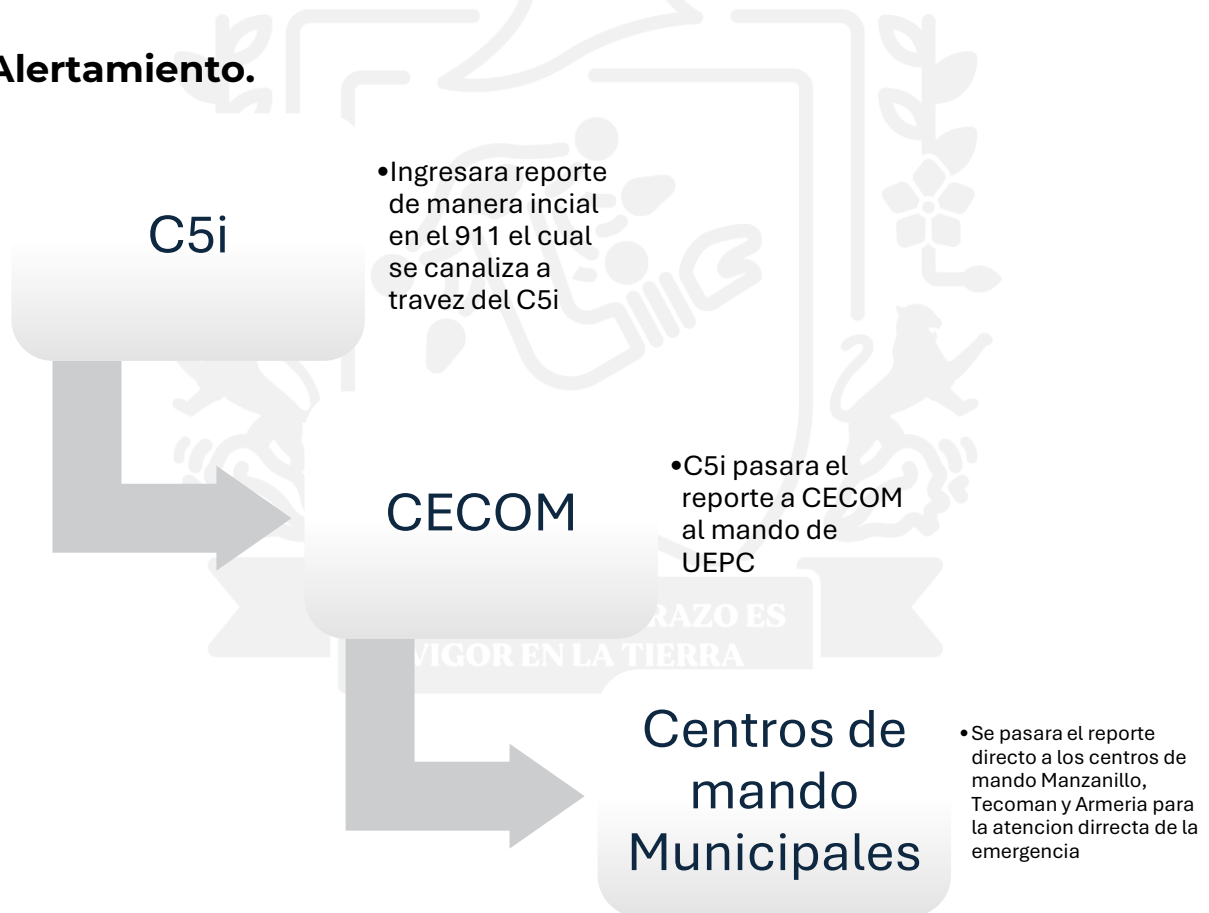 Alertamiento.
C5i
•Ingresara reporte
de manera incial
en el 911 el cual
se canaliza a
travez del C5i
CECOM
•C5i pasara el
reporte a CECOM
al mando de
UEPC
RAZO ES
VIGOR EN LA TIERRA
Centros de
mando
Municipales
•Se pasara el reporte
directo a los centros de
mando Manzanillo,
Tecoman y Armeria para
la atencion dirrecta de la
emergencia